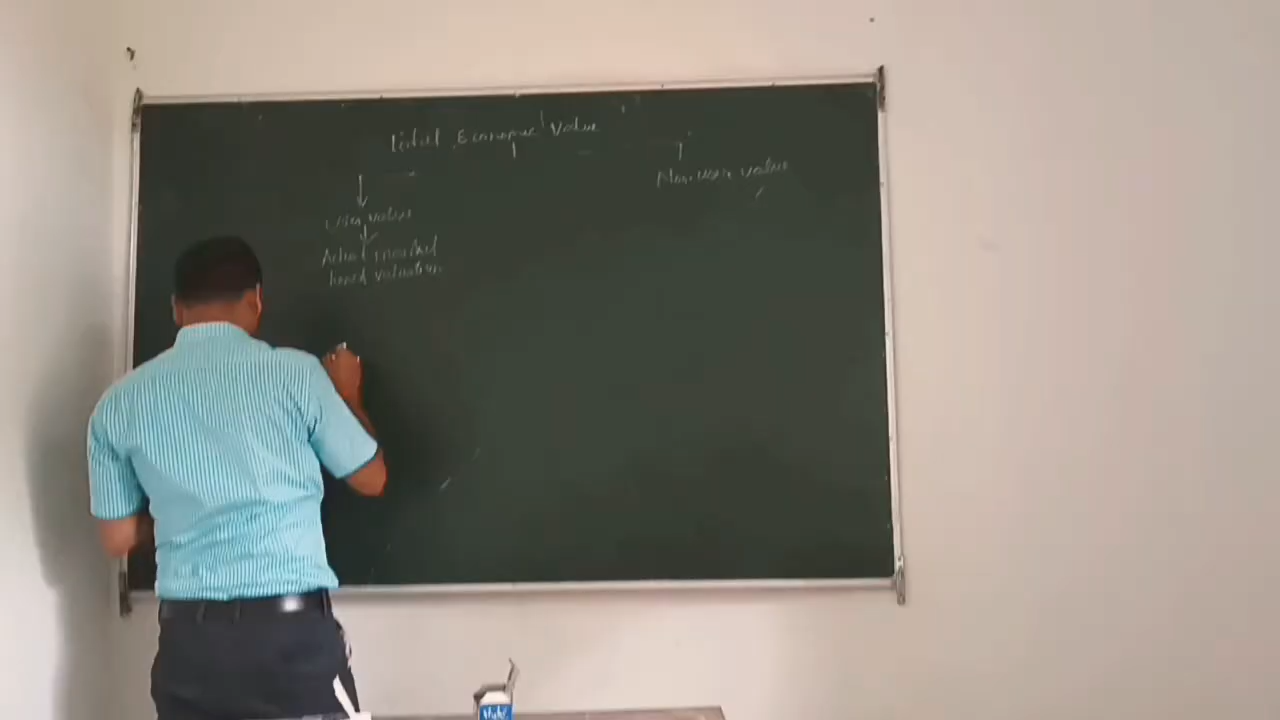 Total Economic Value
Non-use value
Use value
Actual market
based valuation